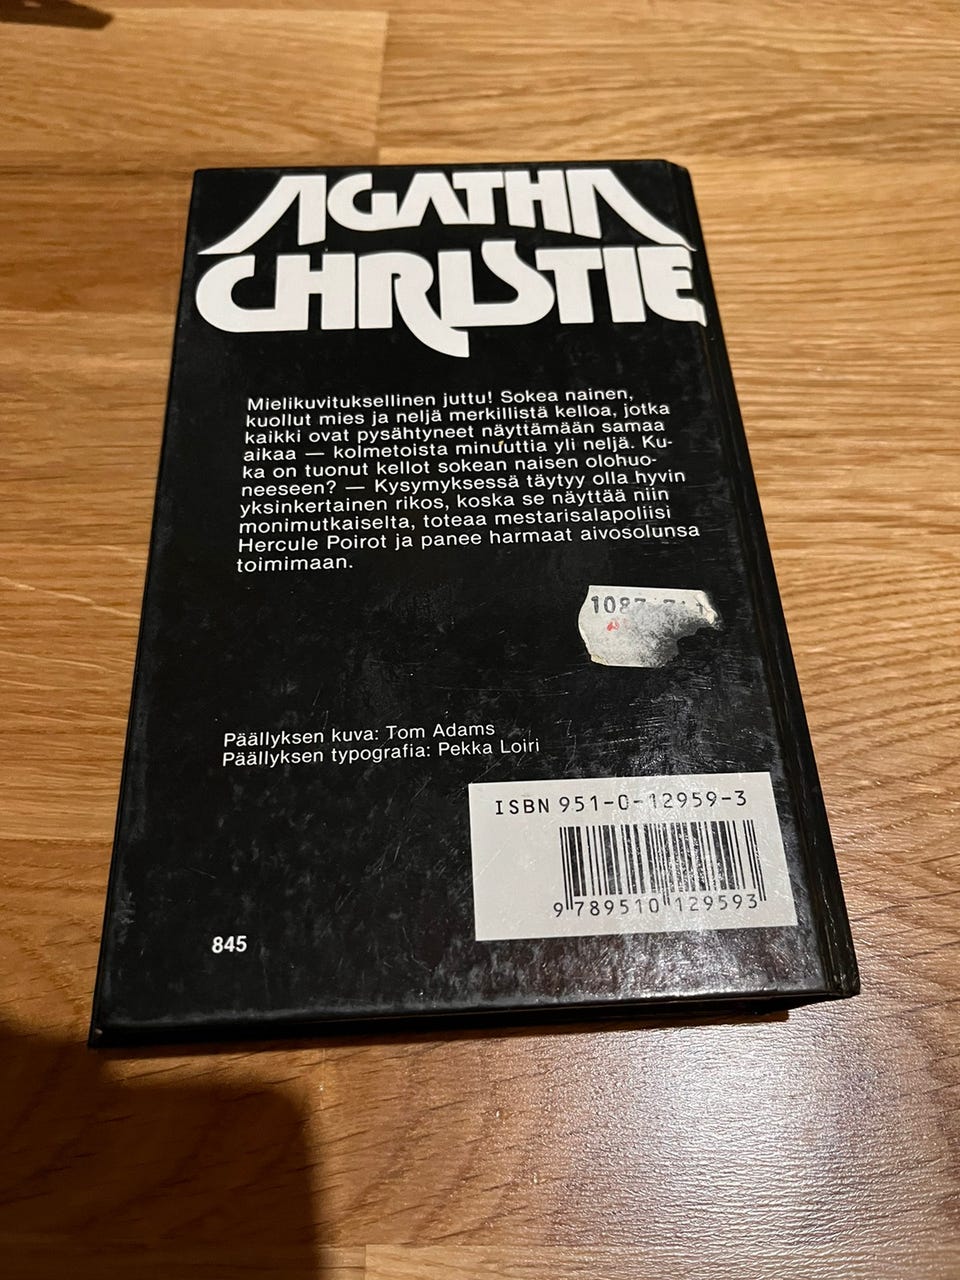 AGATHA
CHRISTIE
Mielikuvituksellinen juttu! Sokea nainen,
kuollut mies ja neljä merkillistä kelloa, jotka
kaikki ovat pysähtyneet näyttämään samaa
aikaa — kolmetoista minuuttia yli neljä. Ku-
ka on tuonut kellot sokean naisen olohuo-
neeseen? — Kysymyksessä täytyy olla hyvin
yksinkertainen rikos, koska se näyttää niin
monimutkaiselta, toteaa mestarisalapoliisi
Hercule Poirot ja panee harmaat aivosolunsa
toimimaan.
Päällyksen kuva: Tom Adams
Päällyksen typografia: Pekka Loiri
ISBN 951-0-12959-3
9 789510 129593
845